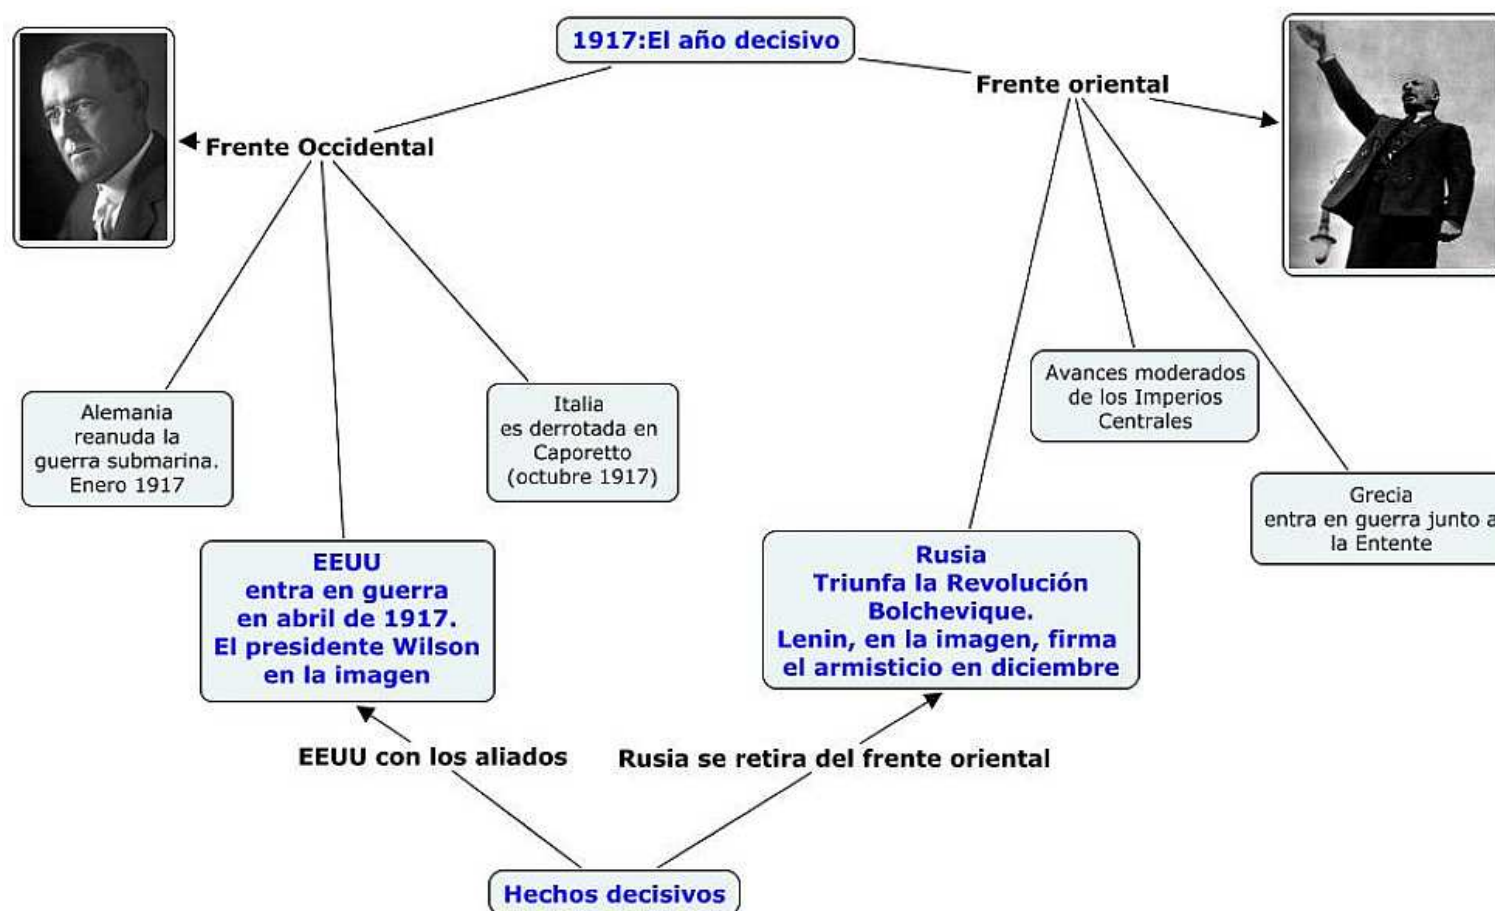 1917:El año decisivo
Frente oriental
Frente Occidental
Avances moderados
de los Imperios
Centrales
Alemania
reanuda la
guerra submarina.
Enero 1917
Italia
es derrotada en
Caporetto
(octubre 1917)
Grecia
entra en guerra junto a
la Entente
EEUU
entra en guerra
en abril de 1917.
El presidente Wilson
en la imagen
Rusia
Triunfa la Revolución
Bolchevique.
Lenin, en la imagen, firma
el armisticio en diciembre
EEUU con los aliados
Rusia se retira del frente oriental
Hechos decisivos